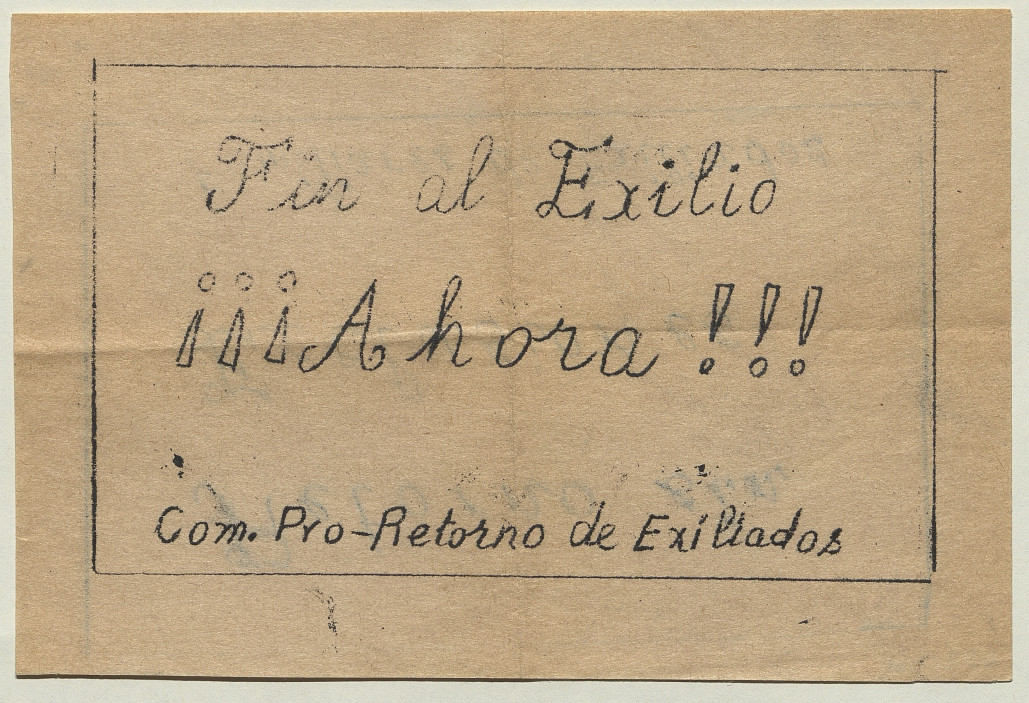 Fin al Exilio
¡¡¡Ahora!!!
Com. Pro-Retorno de Exiliados